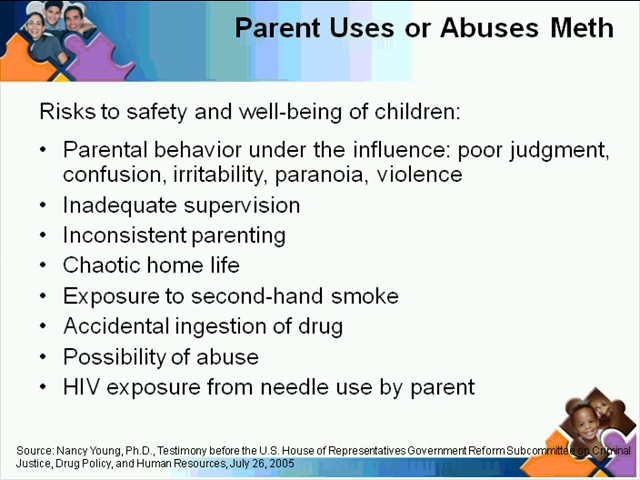 Parent Uses or Abuses Meth
Risks to safety and well-being of children:
• Parental behavior under the influence: poor judgment,
confusion, irritability, paranoia, violence
• Inadequate supervision
• Inconsistent parenting
• Chaotic home life
• Exposure to second-hand smoke
• Accidental ingestion of drug
• Possibility of abuse
• HIV exposure from needle use by parent
Source: Nancy Young, Ph.D., Testimony before the U.S. House of Representatives Government Reform Subcommittee on Criminal
Justice, Drug Policy, and Human Resources, July 26, 2005